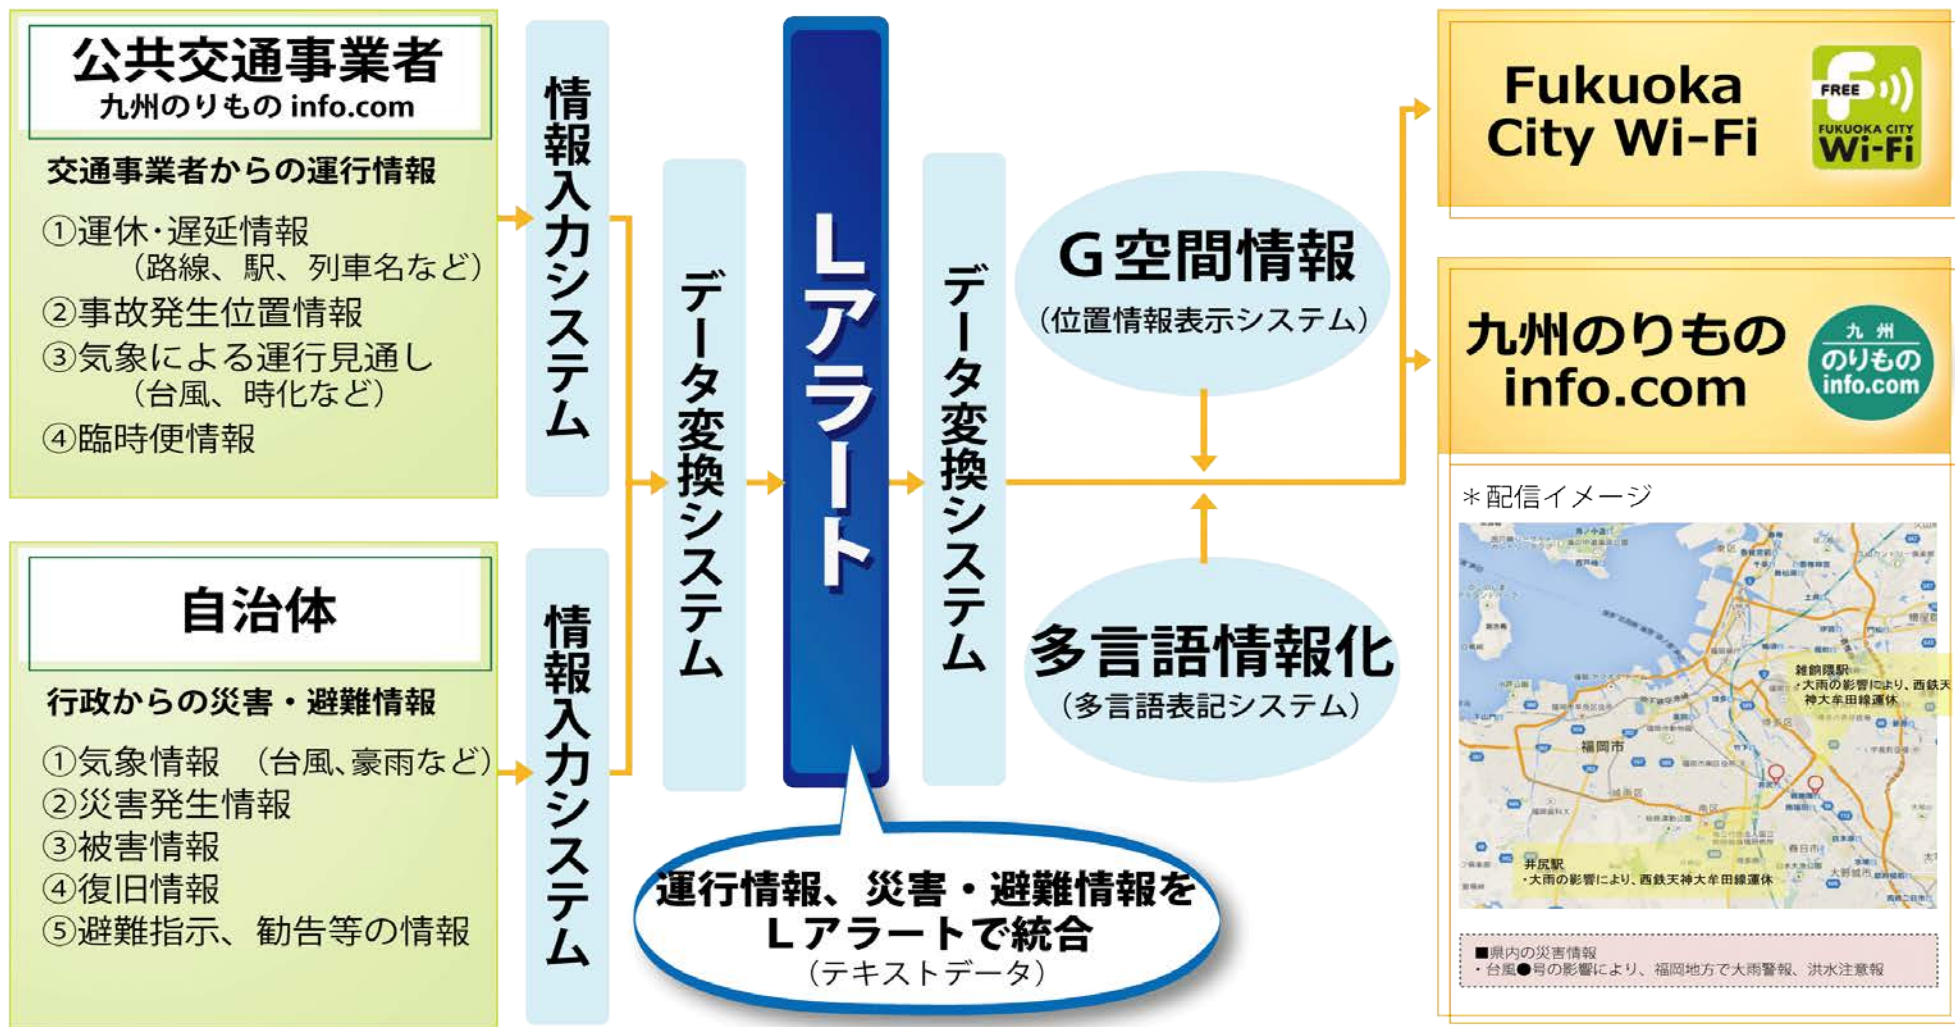 公共交通事業者
九州のりもの info.com
交通事業者からの運行情報
①運休・遅延情報
（路線、駅、列車名など）
②事故発生位置情報
③気象による運行見通し
（台風、時化など）
④臨時便情報
自治体
行政からの災害・避難情報
①気象情報 （台風、豪雨など）
②災害発生情報
③被害情報
④復旧情報
⑤避難指示、勧告等の情報
情報入力システム
情報入力システム
データ変換システム
Lアラート
データ変換システム
運行情報、災害・避難情報を
Lアラートで統合
（テキストデータ）
G空間情報
（位置情報表示システム）
多言語情報化
（多言語表記システム）
Fukuoka
City Wi-Fi
FREE
FUKUOKA CITY
Wi-Fi
九州のりもの
info.com
九 州
のりもの
info.com
＊配信イメージ
福岡市
雑餉隈駅
・大雨の影響により、西鉄天
神大牟田線運休
城南区
南区
春日市
大野城市
井尻駅
・大雨の影響により、西鉄天神大牟田線運休
■県内の災害情報
・台風●号の影響により、福岡地方で大雨警報、洪水注意報